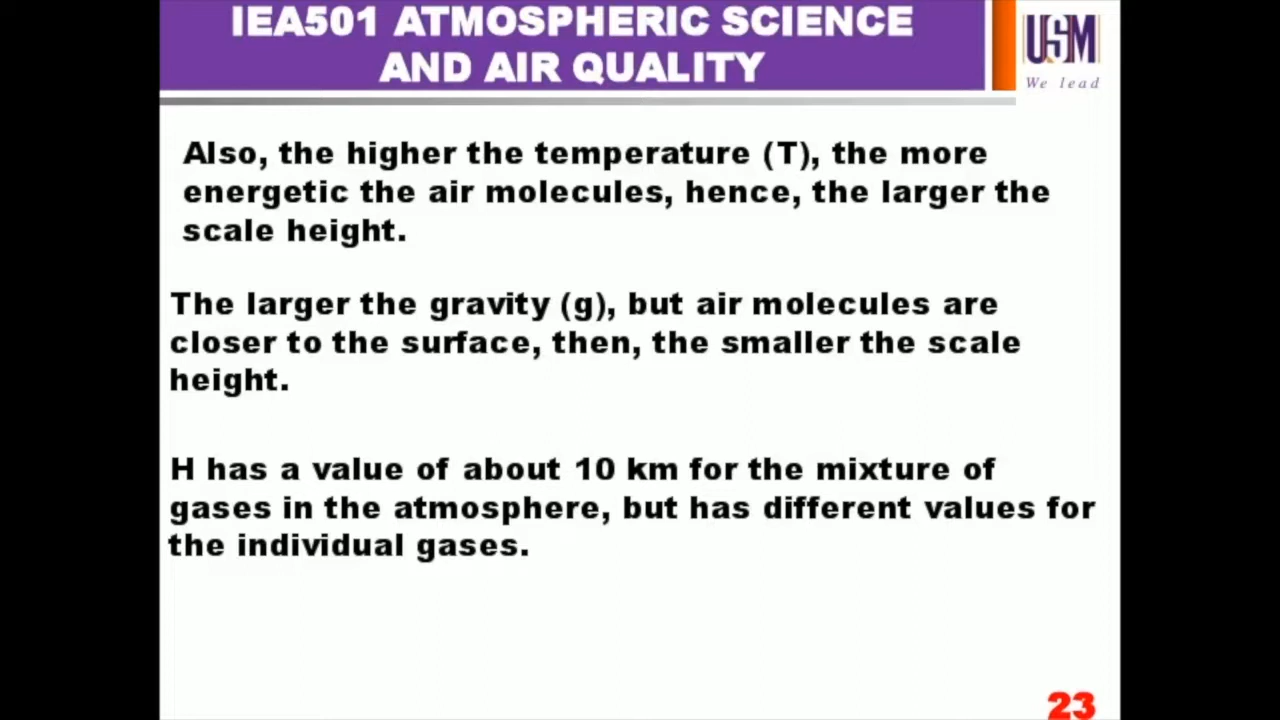 IEA501 ATMOSPHERIC SCIENCE
AND AIR QUALITY
USM
We lead
Also, the higher the temperature (T), the more
energetic the air molecules, hence, the larger the
scale height.
The larger the gravity (g), but air molecules are
closer to the surface, then, the smaller the scale
height.
H has a value of about 10 km for the mixture of
gases in the atmosphere, but has different values for
the individual gases.
23